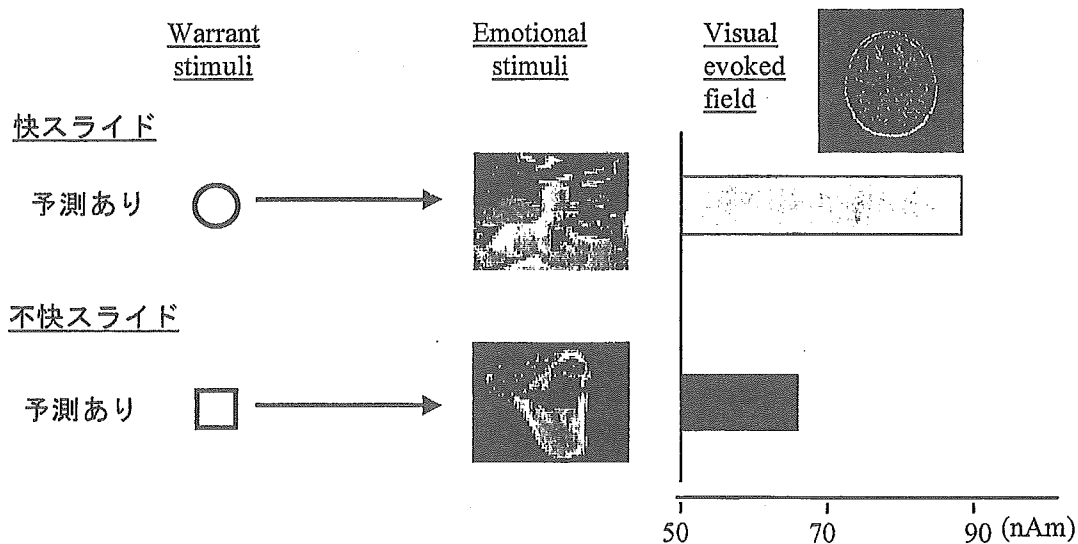 Warrant
stimuli
Emotional
stimuli
Visual
evoked
field
快スライド
予測あり
不快スライド
予測あり
50 70 90 (nAm)